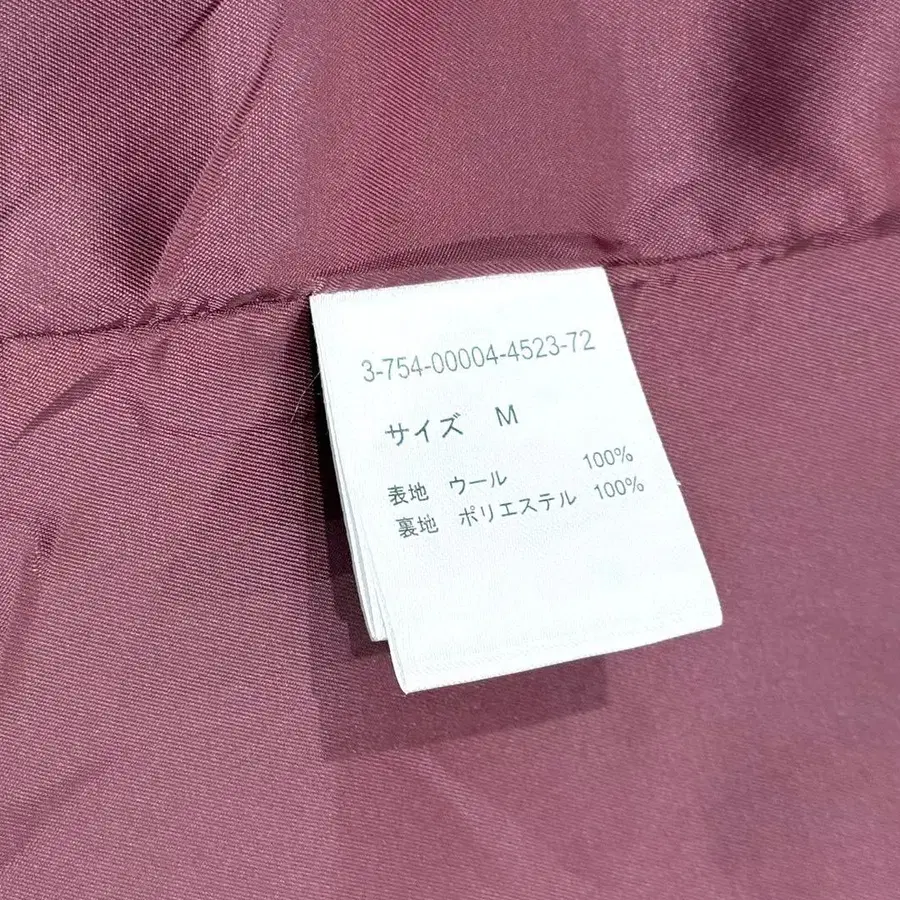 3-754-00004-4523-72
サイズ M
表地 ウール 100%
裏地 ポリエステル 100%